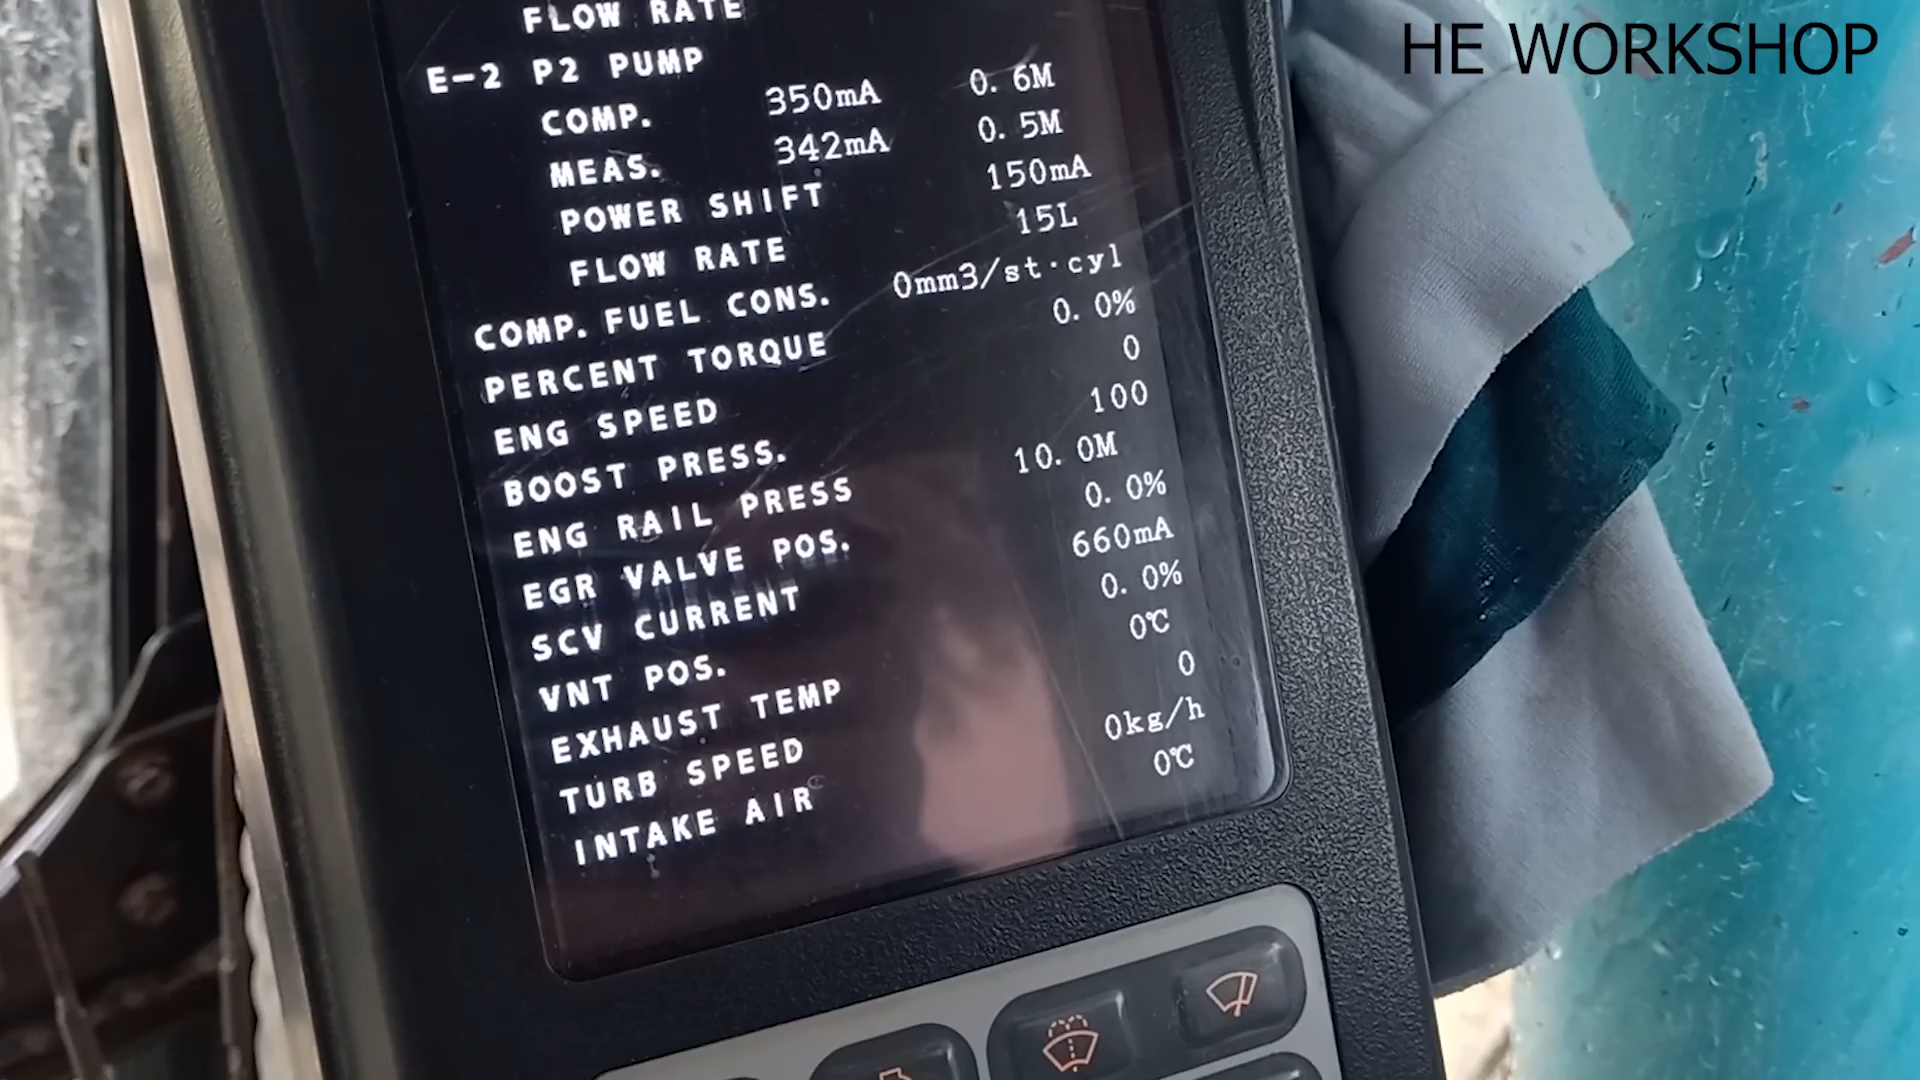 HE WORKSHOP
FLOW RATE
E-2 P2 PUMP
COMP. 350mA 0.6M
MEAS. 342mA 0.5M
POWER SHIFT 150mA
FLOW RATE 15L
COMP. FUEL CONS. 0mm3/st·cyl
PERCENT TORQUE 0.0%
ENG SPEED 0
BOOST PRESS. 100
ENG RAIL PRESS 10.0M
EGR VALVE POS. 0.0%
SCV CURRENT 660mA
VNT POS. 0.0%
EXHAUST TEMP 0℃
TURB SPEED 0
INTAKE AIR 0kg/h
0℃